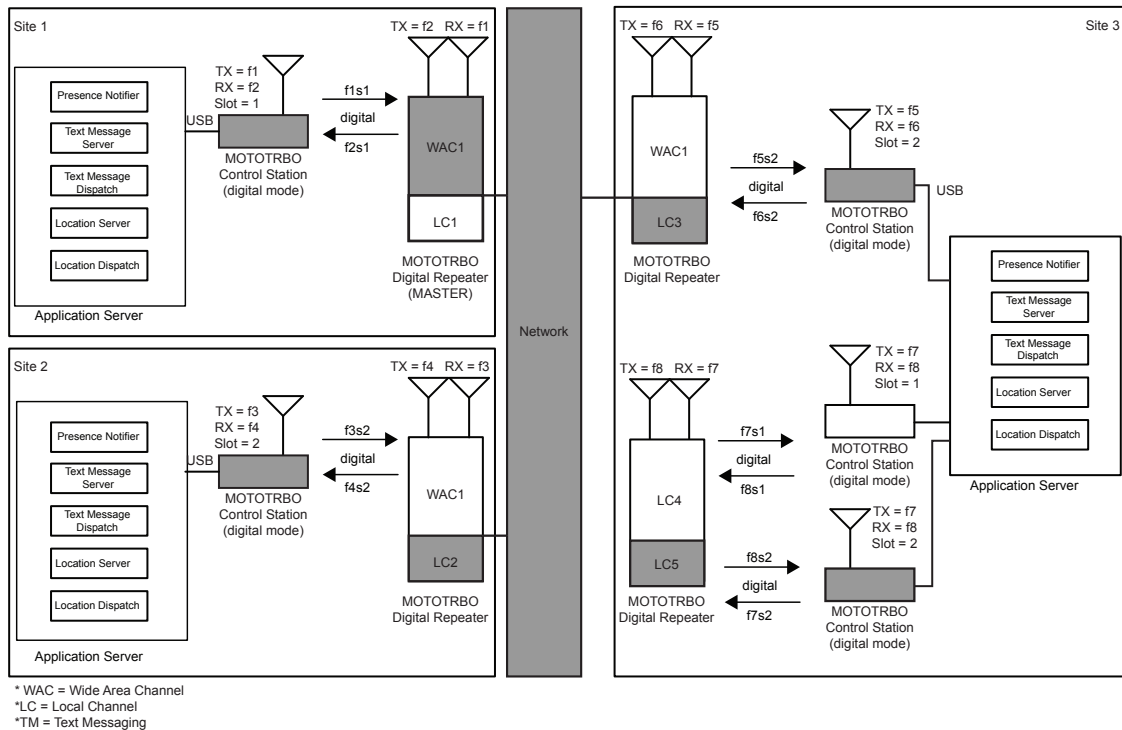 Site 1
TX = f2 RX = f1
TX = f1
RX = f2
Slot = 1
f1s1
digital
f2s1
USB
Presence Notifier
Text Message
Server
Text Message
Dispatch
Location Server
Location Dispatch
Application Server
MOTOTRBO
Control Station
(digital mode)
WAC1
LC1
MOTOTRBO
Digital Repeater
(MASTER)
Site 2
TX = f4 RX = f3
TX = f3
RX = f4
Slot = 2
f3s2
digital
f4s2
USB
Presence Notifier
Text Message
Server
Text Message
Dispatch
Location Server
Location Dispatch
Application Server
MOTOTRBO
Control Station
(digital mode)
WAC1
LC2
MOTOTRBO
Digital Repeater
Network
Site 3
TX = f6 RX = f5
WAC1
LC3
MOTOTRBO
Digital Repeater
f5s2
digital
f6s2
TX = f5
RX = f6
Slot = 2
MOTOTRBO
Control Station
(digital mode)
USB
Presence Notifier
Text Message
Server
Text Message
Dispatch
Location Server
Location Dispatch
Application Server
TX = f8 RX = f7
LC4
LC5
MOTOTRBO
Digital Repeater
f7s1
digital
f8s1
TX = f7
RX = f8
Slot = 1
MOTOTRBO
Control Station
(digital mode)
f8s2
digital
f7s2
TX = f7
RX = f8
Slot = 2
MOTOTRBO
Control Station
(digital mode)
* WAC = Wide Area Channel
*LC = Local Channel
*TM = Text Messaging